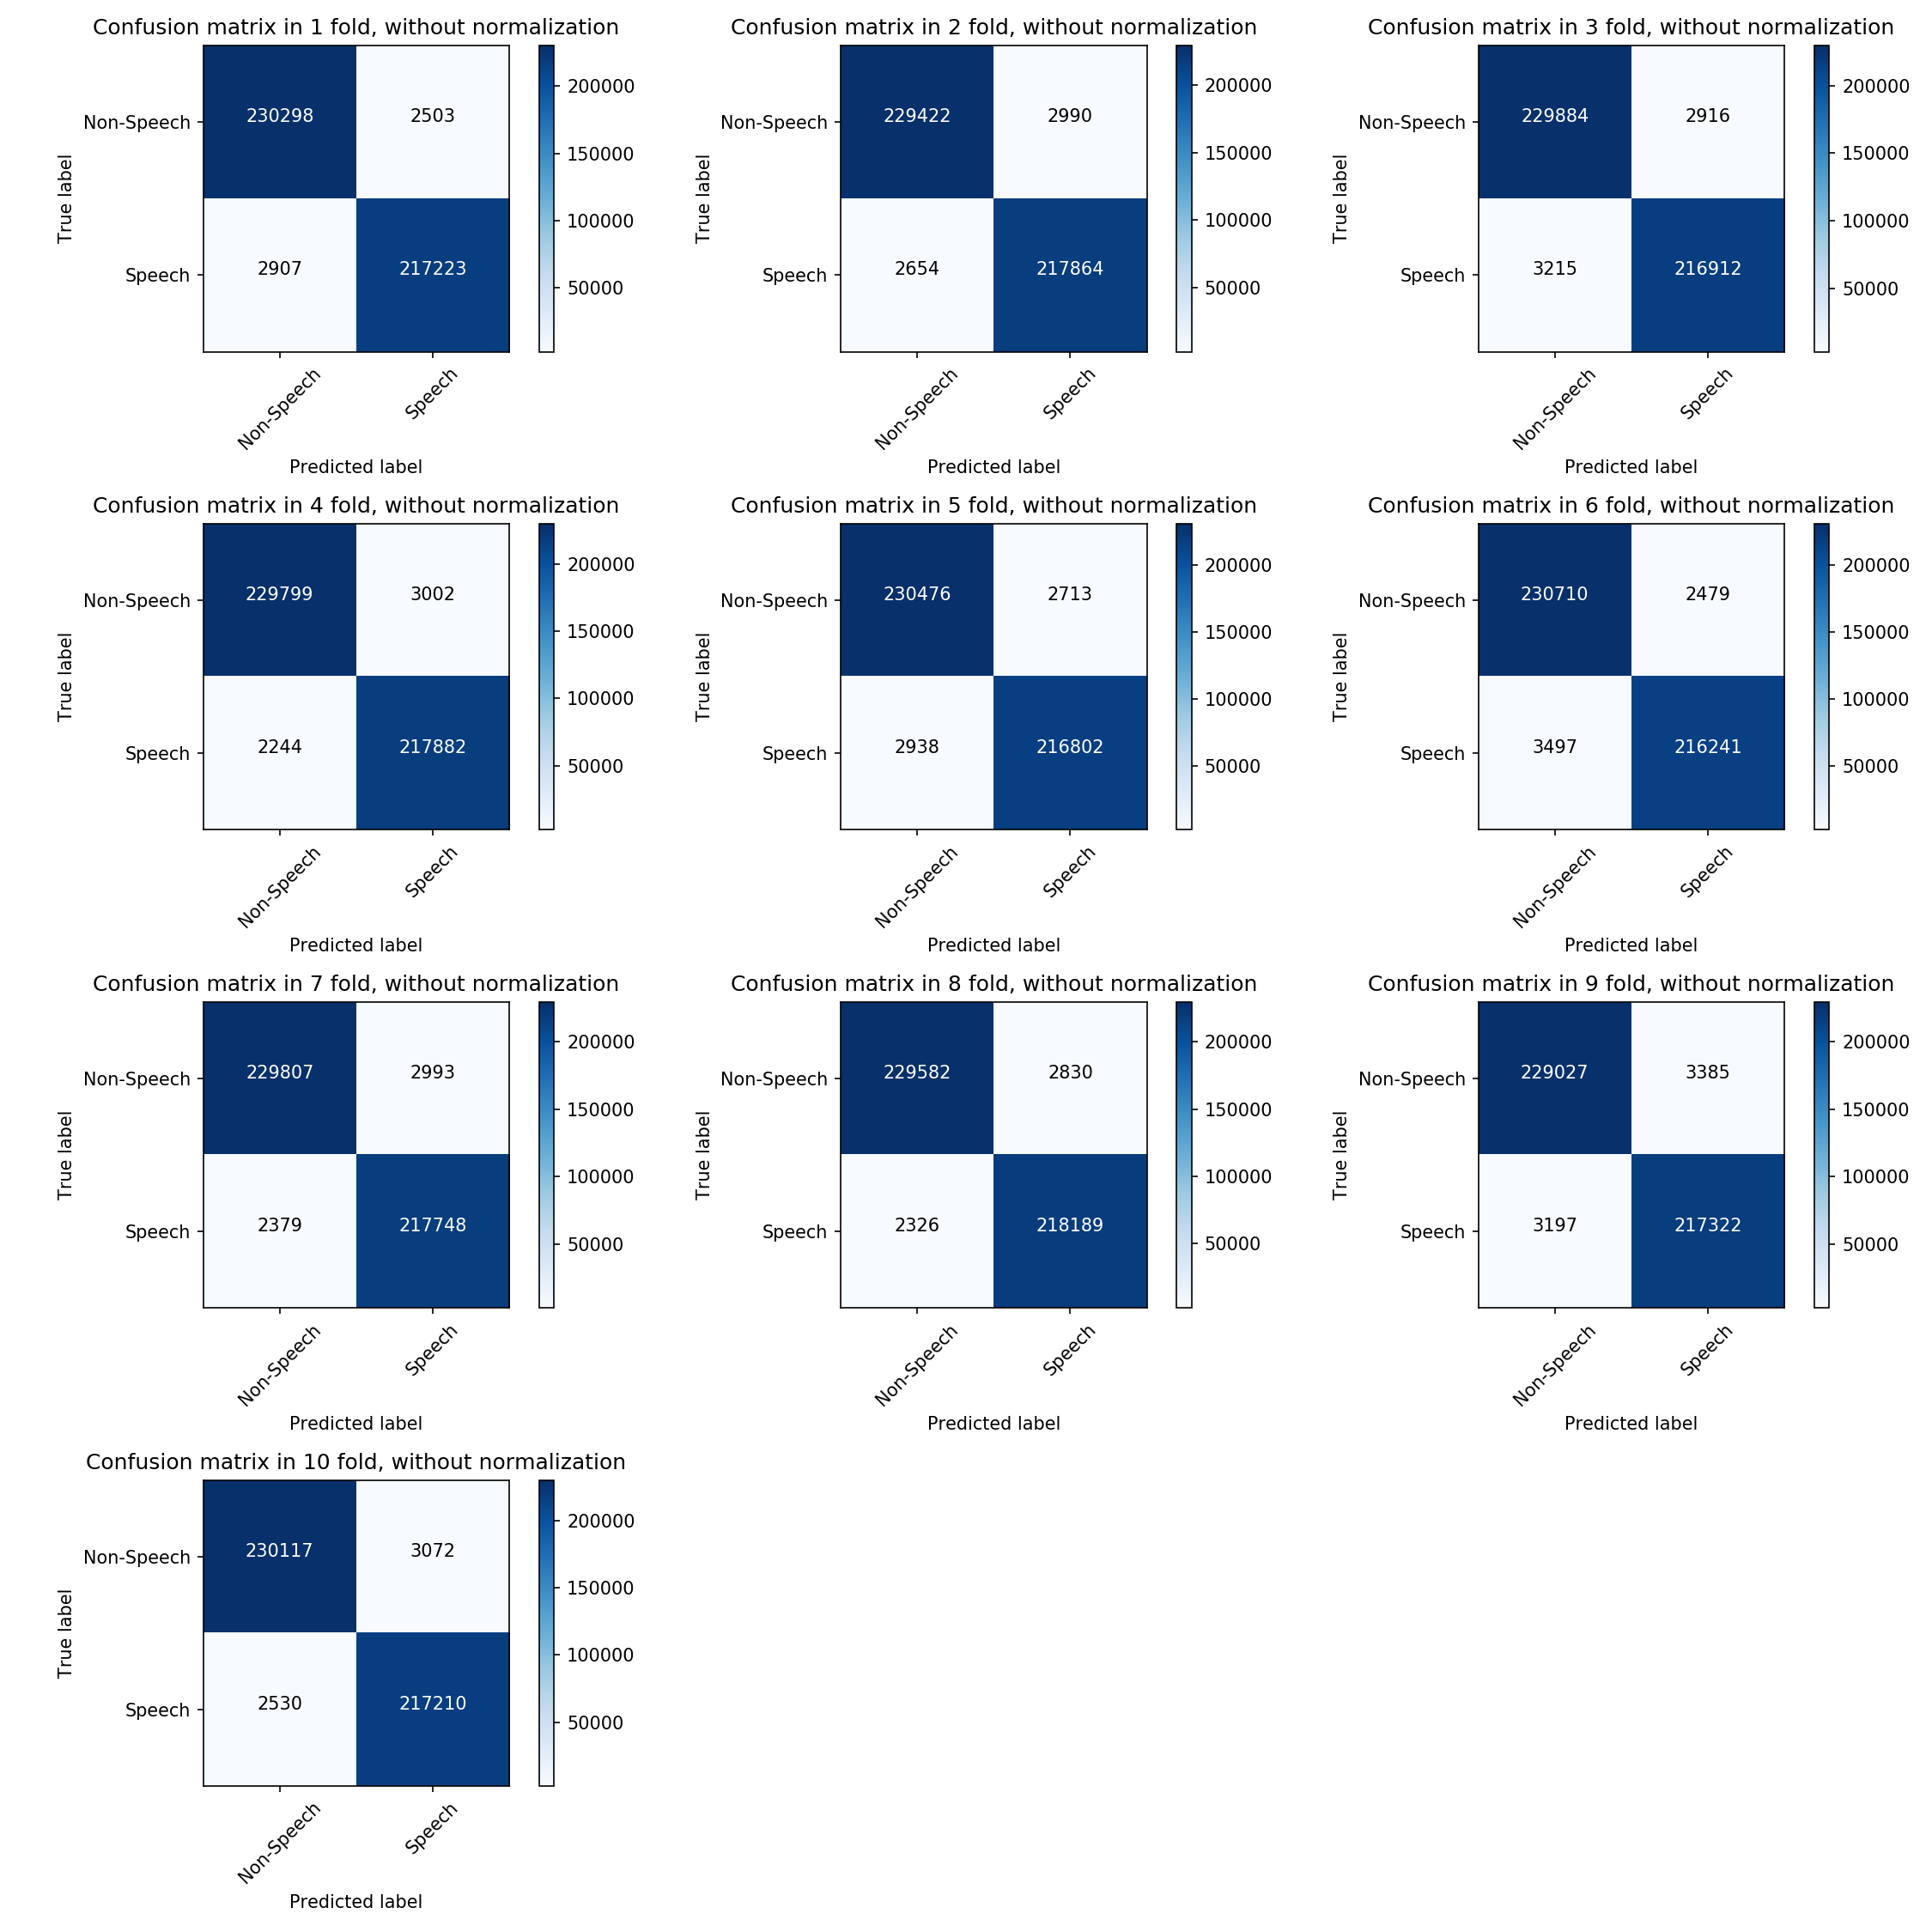 Confusion matrix in 1 fold, without normalization
Non-Speech 230298 2503
Speech 2907 217223
True label
Non-Speech Speech
Predicted label
200000
150000
100000
50000
Confusion matrix in 2 fold, without normalization
Non-Speech 229422 2990
Speech 2654 217864
True label
Non-Speech Speech
Predicted label
200000
150000
100000
50000
Confusion matrix in 3 fold, without normalization
Non-Speech 229884 2916
Speech 3215 216912
True label
Non-Speech Speech
Predicted label
200000
150000
100000
50000
Confusion matrix in 4 fold, without normalization
Non-Speech 229799 3002
Speech 2244 217882
True label
Non-Speech Speech
Predicted label
200000
150000
100000
50000
Confusion matrix in 5 fold, without normalization
Non-Speech 230476 2713
Speech 2938 216802
True label
Non-Speech Speech
Predicted label
200000
150000
100000
50000
Confusion matrix in 6 fold, without normalization
Non-Speech 230710 2479
Speech 3497 216241
True label
Non-Speech Speech
Predicted label
200000
150000
100000
50000
Confusion matrix in 7 fold, without normalization
Non-Speech 229807 2993
Speech 2379 217748
True label
Non-Speech Speech
Predicted label
200000
150000
100000
50000
Confusion matrix in 8 fold, without normalization
Non-Speech 229582 2830
Speech 2326 218189
True label
Non-Speech Speech
Predicted label
200000
150000
100000
50000
Confusion matrix in 9 fold, without normalization
Non-Speech 229027 3385
Speech 3197 217322
True label
Non-Speech Speech
Predicted label
200000
150000
100000
50000
Confusion matrix in 10 fold, without normalization
Non-Speech 230117 3072
Speech 2530 217210
True label
Non-Speech Speech
Predicted label
200000
150000
100000
50000